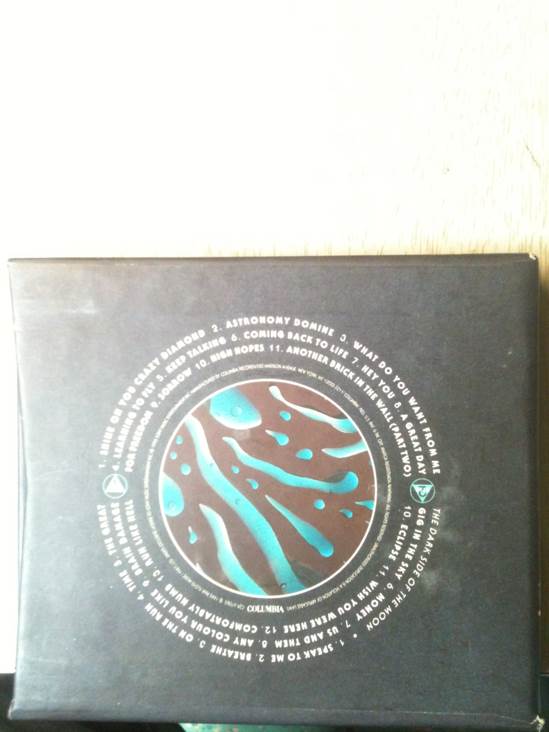 1. SHINE ON YOU CRAZY DIAMOND 2. ASTRONOMY DOMINE 3. WHAT DO YOU WANT FROM ME
4. LEARNING TO FLY 5. KEEP TALKING 6. COMING BACK TO LIFE 7. HEY YOU 8. A GREAT DAY
FOR FREEDOM 9. SORROW 10. HIGH HOPES 11. ANOTHER BRICK IN THE WALL (PART TWO)
THE DARK SIDE OF THE MOON • 1. SPEAK TO ME 2. BREATHE 3. ON THE RUN 4. TIME 5. THE GREAT
GIG IN THE SKY 6. MONEY 7. US AND THEM 8. ANY COLOUR YOU LIKE 9. BRAIN DAMAGE
10. ECLIPSE 11. WISH YOU WERE HERE 12. COMFORTABLY NUMB 13. RUN LIKE HELL
COLUMBIA